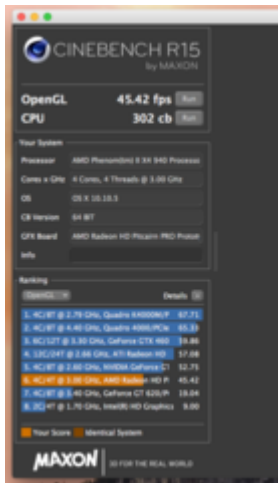 CINEBENCH R15
by MAXON
OpenGL 45.42 fps Run
CPU 302 cb Run
Your System
Processor AMD Phenom(tm) II X4 940 Processo
Cores x GHz 4 Cores, 4 Threads @ 3.00 GHz
OS OS X 10.10.5
CB Version 64 BIT
GFX Board AMD Radeon HD Pitcairn PRO Protot
Info
Ranking
OpenGL Details
1. 4C/8T @ 2.79 GHz, Quadro K4000M/P 67.71
2. 4C/8T @ 4.40 GHz, Quadro 4000/PCIe 65.33
3. 6C/12T @ 3.30 GHz, GeForce GTX 460 59.86
4. 12C/24T @ 2.66 GHz, ATI Radeon HD 57.08
5. 4C/8T @ 2.60 GHz, NVIDIA GeForce GT 52.75
6. 4C/4T @ 3.00 GHz, AMD Radeon HD P 45.42
7. 4C/8T @ 3.40 GHz, GeForce GT 620/P 19.04
8. 2C/4T @ 1.70 GHz, Intel(R) HD Graphics 9.00
Your Score Identical System
MAXON 3D FOR THE REAL WORLD